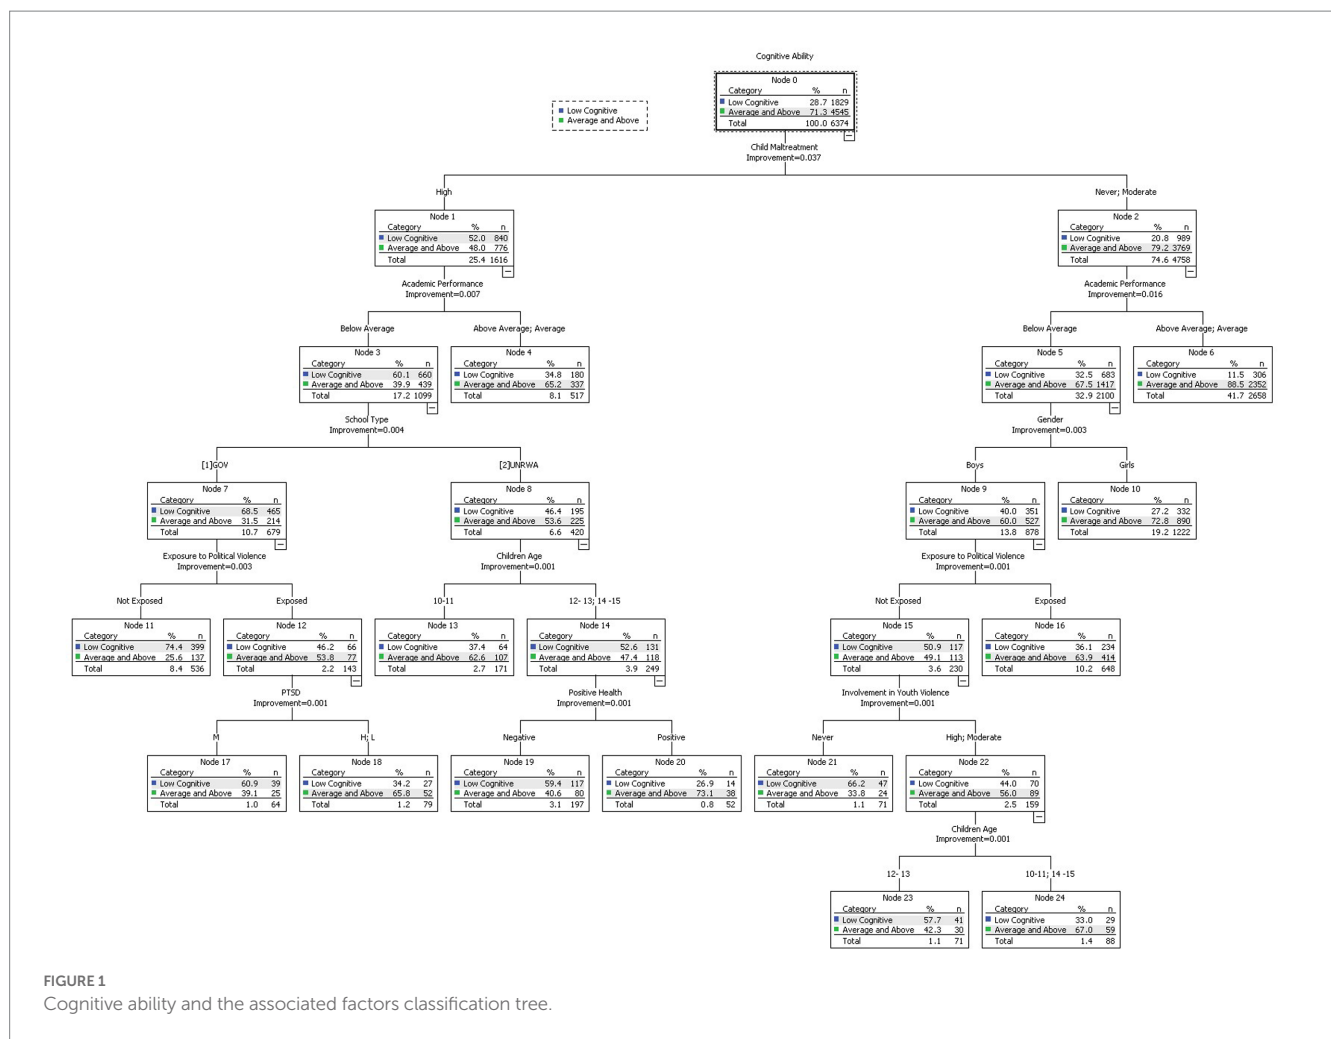 Cognitive Ability
Low Cognitive
Average and Above
Node 0
Category % n
Low Cognitive 28.7 1829
Average and Above 71.3 4545
Total 100.0 6374
Child Maltreatment
Improvement=0.037
High
Never; Moderate
Node 1
Category % n
Low Cognitive 52.0 840
Average and Above 48.0 776
Total 25.4 1616
Node 2
Category % n
Low Cognitive 20.8 989
Average and Above 79.2 3769
Total 74.6 4758
Academic Performance
Improvement=0.007
Academic Performance
Improvement=0.016
Below Average
Above Average; Average
Below Average
Above Average; Average
Node 3
Category % n
Low Cognitive 60.1 660
Average and Above 39.9 439
Total 17.2 1099
Node 4
Category % n
Low Cognitive 34.8 180
Average and Above 65.2 337
Total 8.1 517
Node 5
Category % n
Low Cognitive 32.5 683
Average and Above 67.5 1417
Total 32.9 2100
Node 6
Category % n
Low Cognitive 11.5 306
Average and Above 88.5 2352
Total 41.7 2658
School Type
Improvement=0.004
Gender
Improvement=0.003
[1]GOV
[2]UNRWA
Boys
Girls
Node 7
Category % n
Low Cognitive 68.5 465
Average and Above 31.5 214
Total 10.7 679
Node 8
Category % n
Low Cognitive 46.4 195
Average and Above 53.6 225
Total 6.6 420
Node 9
Category % n
Low Cognitive 40.0 351
Average and Above 60.0 527
Total 13.8 878
Node 10
Category % n
Low Cognitive 27.2 332
Average and Above 72.8 890
Total 19.2 1222
Exposure to Political Violence
Improvement=0.003
Children Age
Improvement=0.001
Exposure to Political Violence
Improvement=0.001
Not Exposed
Exposed
10-11
12- 13; 14 -15
Not Exposed
Exposed
Node 11
Category % n
Low Cognitive 74.4 399
Average and Above 25.6 137
Total 8.4 536
Node 12
Category % n
Low Cognitive 46.2 66
Average and Above 53.8 77
Total 2.2 143
Node 13
Category % n
Low Cognitive 37.4 64
Average and Above 62.6 107
Total 2.7 171
Node 14
Category % n
Low Cognitive 52.6 131
Average and Above 47.4 118
Total 3.9 249
Node 15
Category % n
Low Cognitive 50.9 117
Average and Above 49.1 113
Total 3.6 230
Node 16
Category % n
Low Cognitive 36.1 234
Average and Above 63.9 414
Total 10.2 648
PTSD
Improvement=0.001
Positive Health
Improvement=0.001
Involvement in Youth Violence
Improvement=0.001
M
H; L
Negative
Positive
Never
High; Moderate
Node 17
Category % n
Low Cognitive 60.9 39
Average and Above 39.1 25
Total 1.0 64
Node 18
Category % n
Low Cognitive 34.2 27
Average and Above 65.8 52
Total 1.2 79
Node 19
Category % n
Low Cognitive 59.4 117
Average and Above 40.6 80
Total 3.1 197
Node 20
Category % n
Low Cognitive 26.9 14
Average and Above 73.1 38
Total 0.8 52
Node 21
Category % n
Low Cognitive 66.2 47
Average and Above 33.8 24
Total 1.1 71
Node 22
Category % n
Low Cognitive 44.0 70
Average and Above 56.0 89
Total 2.5 159
Children Age
Improvement=0.001
12- 13
10-11; 14 -15
Node 23
Category % n
Low Cognitive 57.7 41
Average and Above 42.3 30
Total 1.1 71
Node 24
Category % n
Low Cognitive 33.0 29
Average and Above 67.0 59
Total 1.4 88
FIGURE 1
Cognitive ability and the associated factors classification tree.